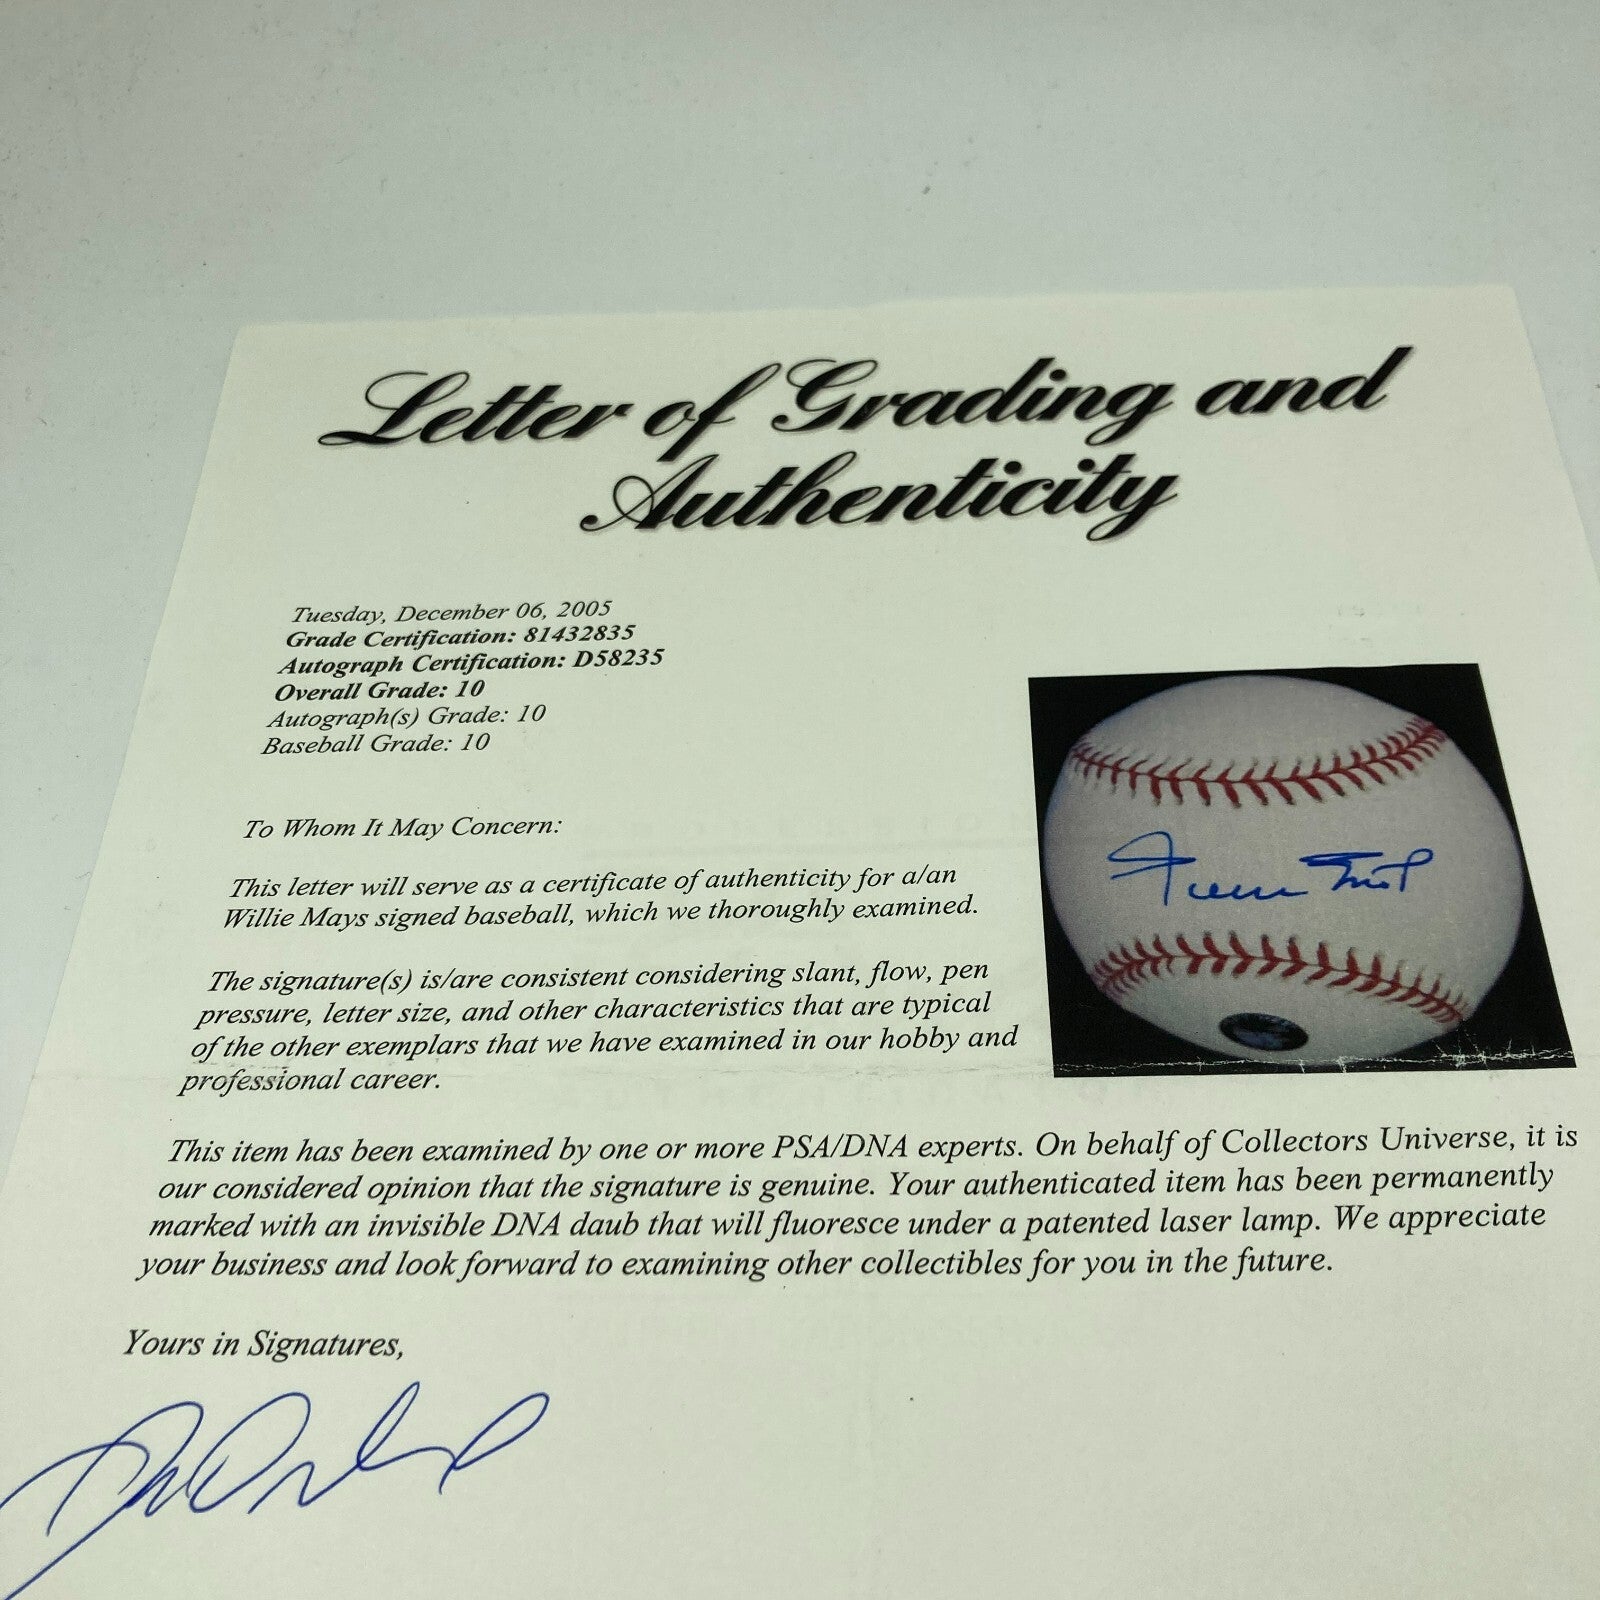 Letter of Grading and
Authenticity
Tuesday, December 06, 2005
Grade Certification: 81432835
Autograph Certification: D58235
Overall Grade: 10
Autograph(s) Grade: 10
Baseball Grade: 10
To Whom It May Concern:
This letter will serve as a certificate of authenticity for a/an
Willie Mays signed baseball, which we thoroughly examined.
Willie Mays
The signature(s) is/are consistent considering slant, flow, pen
pressure, letter size, and other characteristics that are typical
of the other exemplars that we have examined in our hobby and
professional career.
This item has been examined by one or more PSA/DNA experts. On behalf of Collectors Universe, it is
our considered opinion that the signature is genuine. Your authenticated item has been permanently
marked with an invisible DNA daub that will fluoresce under a patented laser lamp. We appreciate
your business and look forward to examining other collectibles for you in the future.
Yours in Signatures,